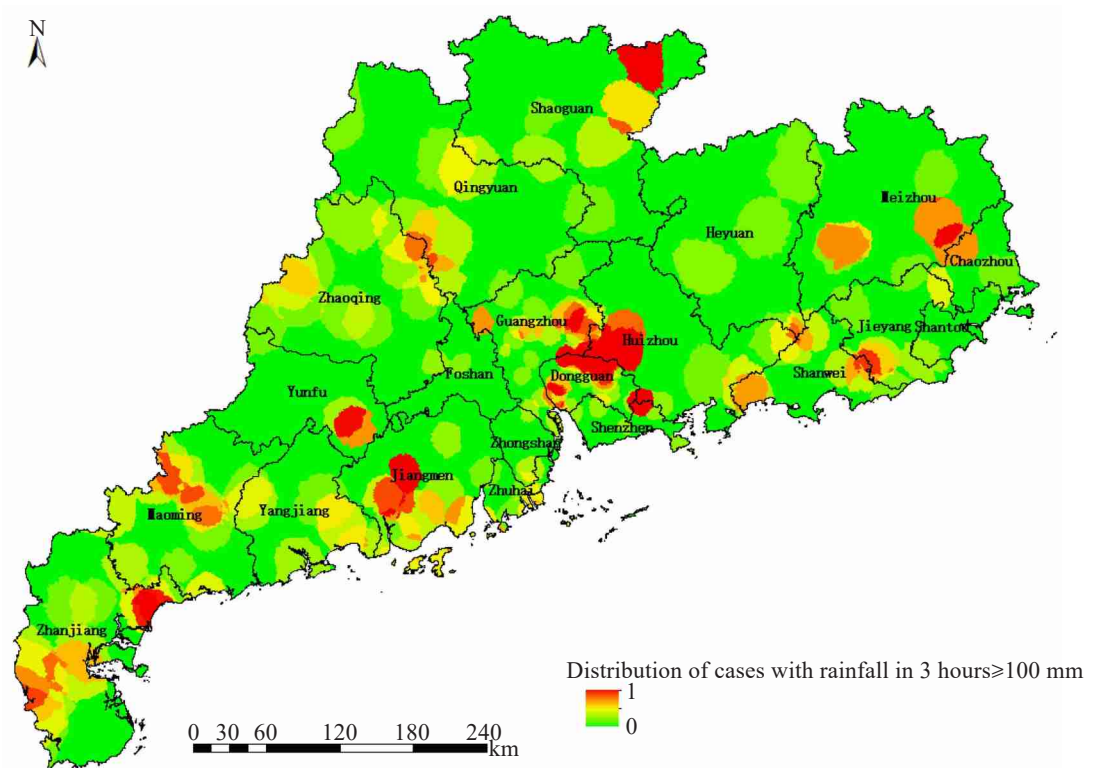 N
Shaoguan
Qingyuan
Meizhou
Heyuan
Chaozhou
Zhaoqing
Guangzhou
Jieyang
Shantou
Huizhou
Foshan
Dongguan
Shanwei
Yunfu
Shenzhen
Zhongshan
Jiangmen
Zhuhai
Maoming
Yangjiang
Zhanjiang
Distribution of cases with rainfall in 3 hours≥100 mm
1
0
0 30 60 120 180 240
km